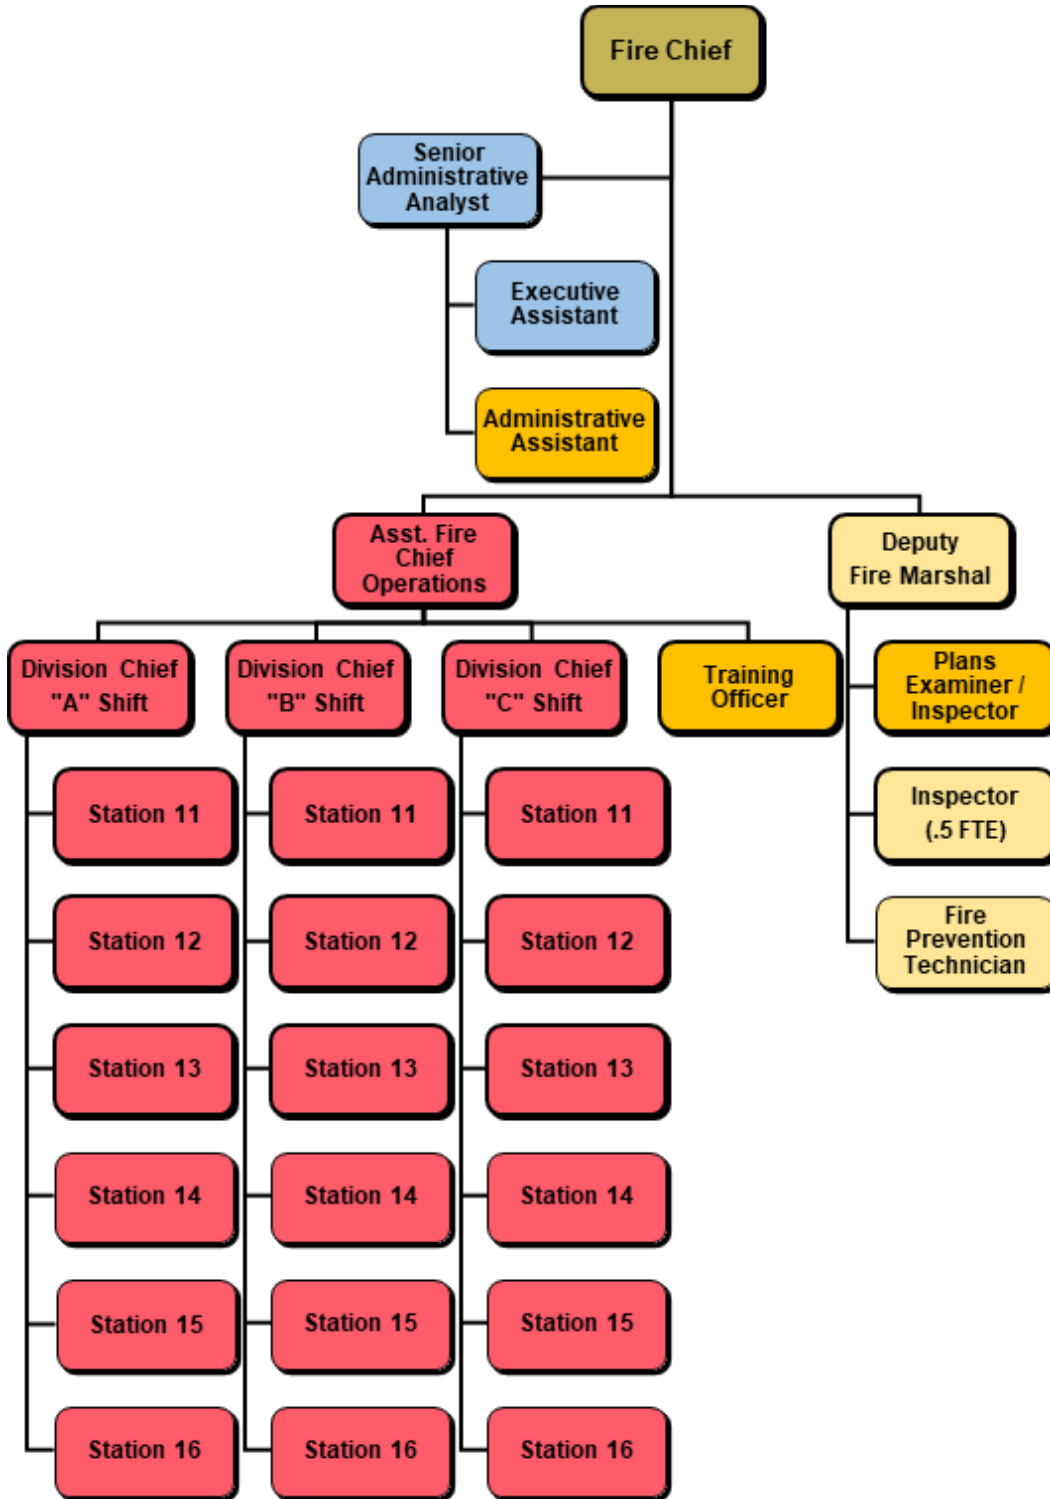 Fire Chief
Senior
Administrative
Analyst
Executive
Assistant
Administrative
Assistant
Asst. Fire
Chief
Operations
Deputy
Fire Marshal
Division Chief
"A" Shift
Division Chief
"B" Shift
Division Chief
"C" Shift
Training
Officer
Plans
Examiner /
Inspector
Station 11
Station 11
Station 11
Inspector
(.5 FTE)
Station 12
Station 12
Station 12
Fire
Prevention
Technician
Station 13
Station 13
Station 13
Station 14
Station 14
Station 14
Station 15
Station 15
Station 15
Station 16
Station 16
Station 16